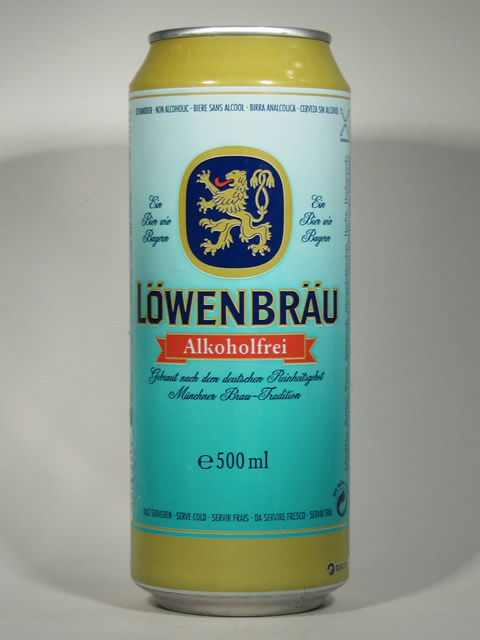 NON ALCOHOLIC · BIERE SANS ALCOOL · BIRRA ANALCOLICA · CERVEZA SIN ALCOHOL
Ein
Bier wie
Bayern
Ein
Bier wie
Bayern
LÖWENBRÄU
Alkoholfrei
Gebraut nach dem deutschen Reinheitsgebot
Münchner Brau-Tradition
℮ 500 ml
SERVIEREN · SERVE COLD · SERVIR FRAIS · DA SERVIRE FRESCO · SERVIR FRIA